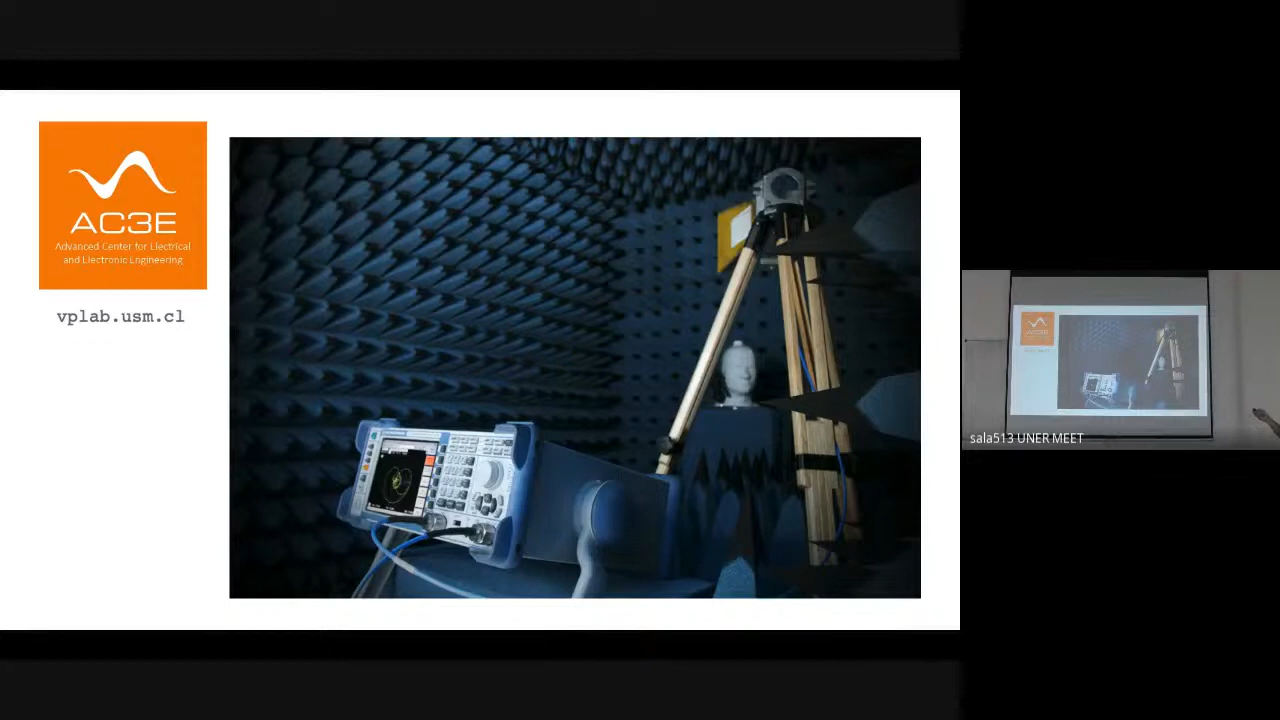 AC3E
Advanced Center for Electrical
and Electronic Engineering
vplab.usm.cl
sala513 UNER MEET